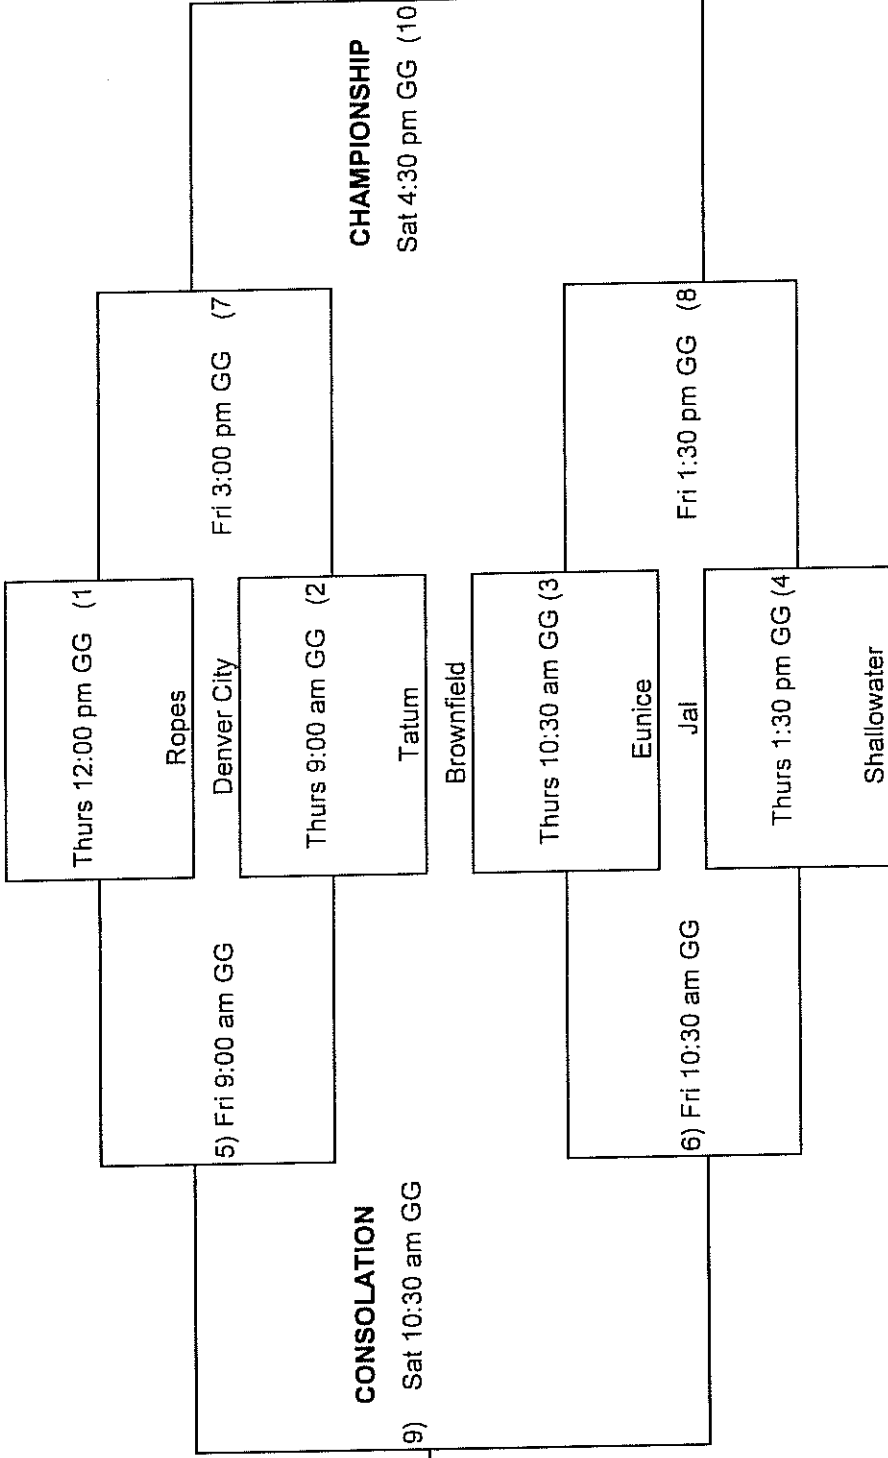 Thurs 12:00 pm GG (1
Ropes
Denver City
Thurs 9:00 am GG (2
Tatum
Brownfield
Thurs 10:30 am GG (3
Eunice
Jal
Thurs 1:30 pm GG (4
Shallowater
5) Fri 9:00 am GG
6) Fri 10:30 am GG
Fri 3:00 pm GG (7
Fri 1:30 pm GG (8
CONSOLATION
9) Sat 10:30 am GG
CHAMPIONSHIP
Sat 4:30 pm GG (10